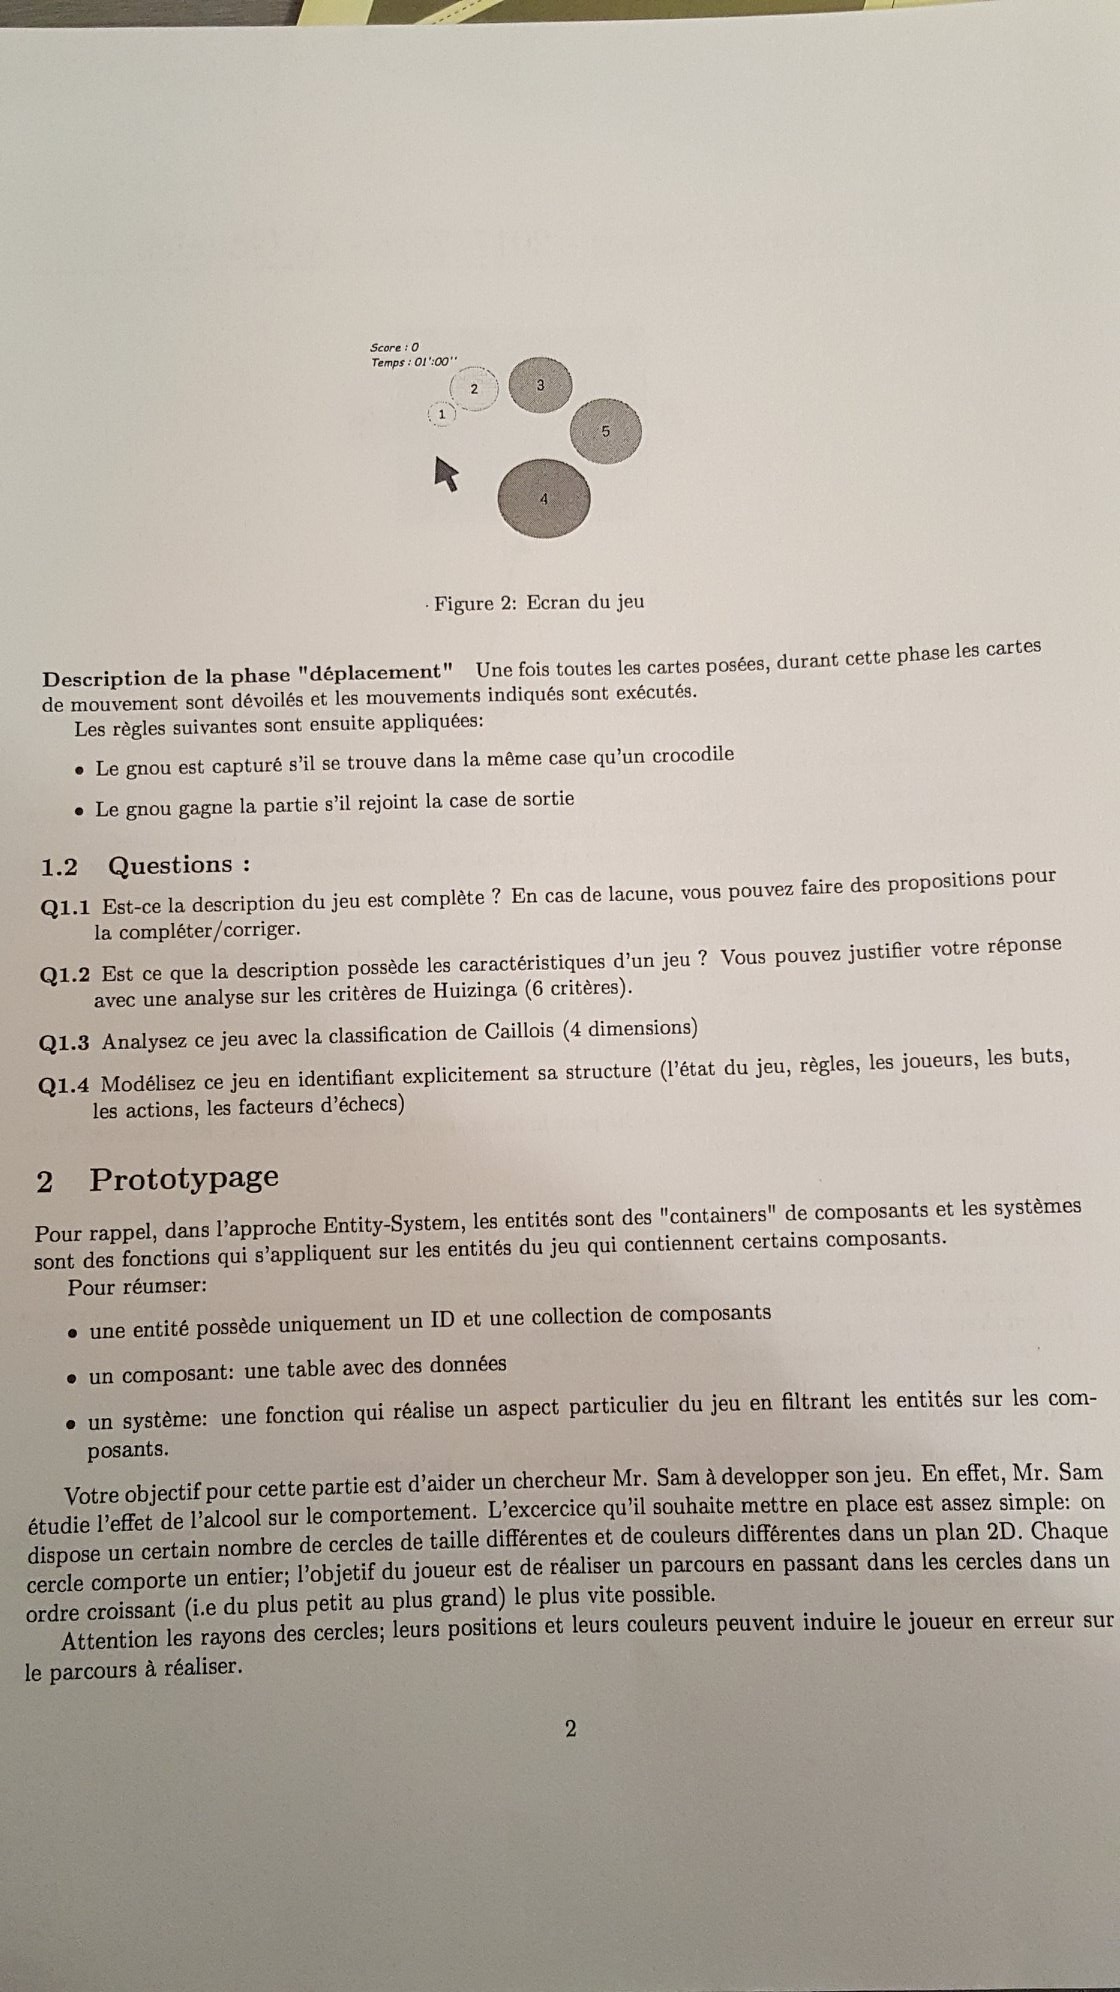 Score : 0
Temps : 01':00''
1
2
3
5
4
Figure 2: Ecran du jeu
Description de la phase "déplacement" Une fois toutes les cartes posées, durant cette phase les cartes
de mouvement sont dévoilés et les mouvements indiqués sont exécutés.
Les règles suivantes sont ensuite appliquées:
• Le gnou est capturé s'il se trouve dans la même case qu'un crocodile
• Le gnou gagne la partie s'il rejoint la case de sortie
1.2 Questions :
Q1.1 Est-ce la description du jeu est complète ? En cas de lacune, vous pouvez faire des propositions pour
la compléter/corriger.
Q1.2 Est ce que la description possède les caractéristiques d'un jeu ? Vous pouvez justifier votre réponse
avec une analyse sur les critères de Huizinga (6 critères).
Q1.3 Analysez ce jeu avec la classification de Caillois (4 dimensions)
Q1.4 Modélisez ce jeu en identifiant explicitement sa structure (l'état du jeu, règles, les joueurs, les buts,
les actions, les facteurs d'échecs)
2 Prototypage
Pour rappel, dans l'approche Entity-System, les entités sont des "containers" de composants et les systèmes
sont des fonctions qui s'appliquent sur les entités du jeu qui contiennent certains composants.
Pour réumser:
• une entité possède uniquement un ID et une collection de composants
• un composant: une table avec des données
• un système: une fonction qui réalise un aspect particulier du jeu en filtrant les entités sur les com-
posants.
Votre objectif pour cette partie est d'aider un chercheur Mr. Sam à developper son jeu. En effet, Mr. Sam
étudie l'effet de l'alcool sur le comportement. L'excercice qu'il souhaite mettre en place est assez simple: on
dispose un certain nombre de cercles de taille différentes et de couleurs différentes dans un plan 2D. Chaque
cercle comporte un entier; l'objetif du joueur est de réaliser un parcours en passant dans les cercles dans un
ordre croissant (i.e du plus petit au plus grand) le plus vite possible.
Attention les rayons des cercles; leurs positions et leurs couleurs peuvent induire le joueur en erreur sur
le parcours à réaliser.
2